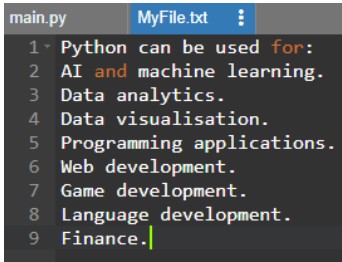 main.py MyFile.txt
1 Python can be used for:
2 AI and machine learning.
3 Data analytics.
4 Data visualisation.
5 Programming applications.
6 Web development.
7 Game development.
8 Language development.
9 Finance.